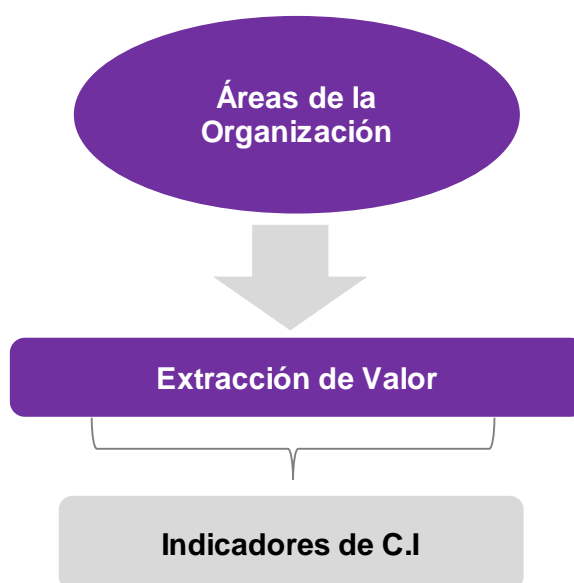 Áreas de la
Organización
Extracción de Valor
Indicadores de C.I